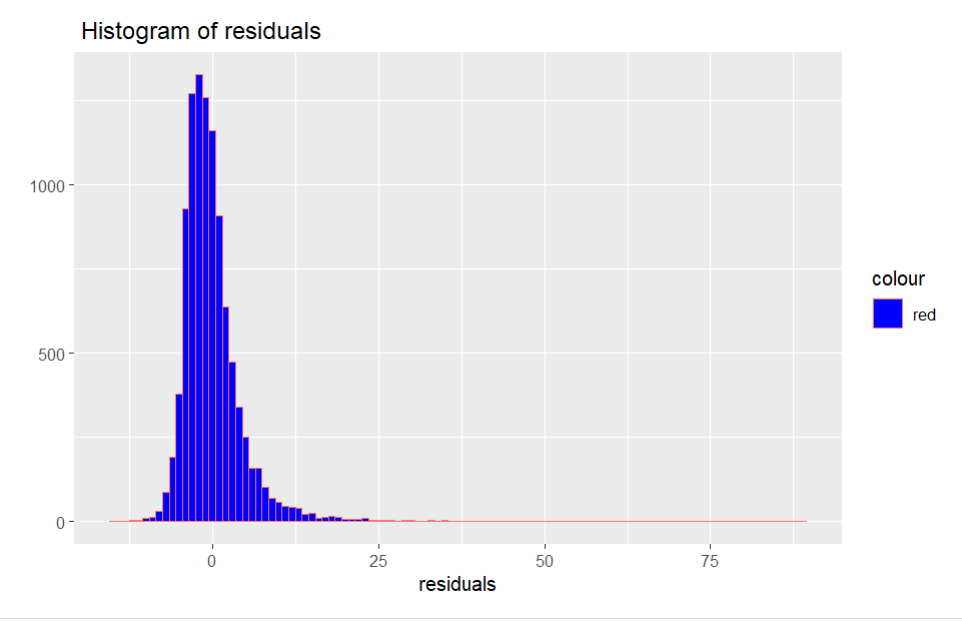 Histogram of residuals
1000
500
0
0 25 50 75
residuals
colour
red